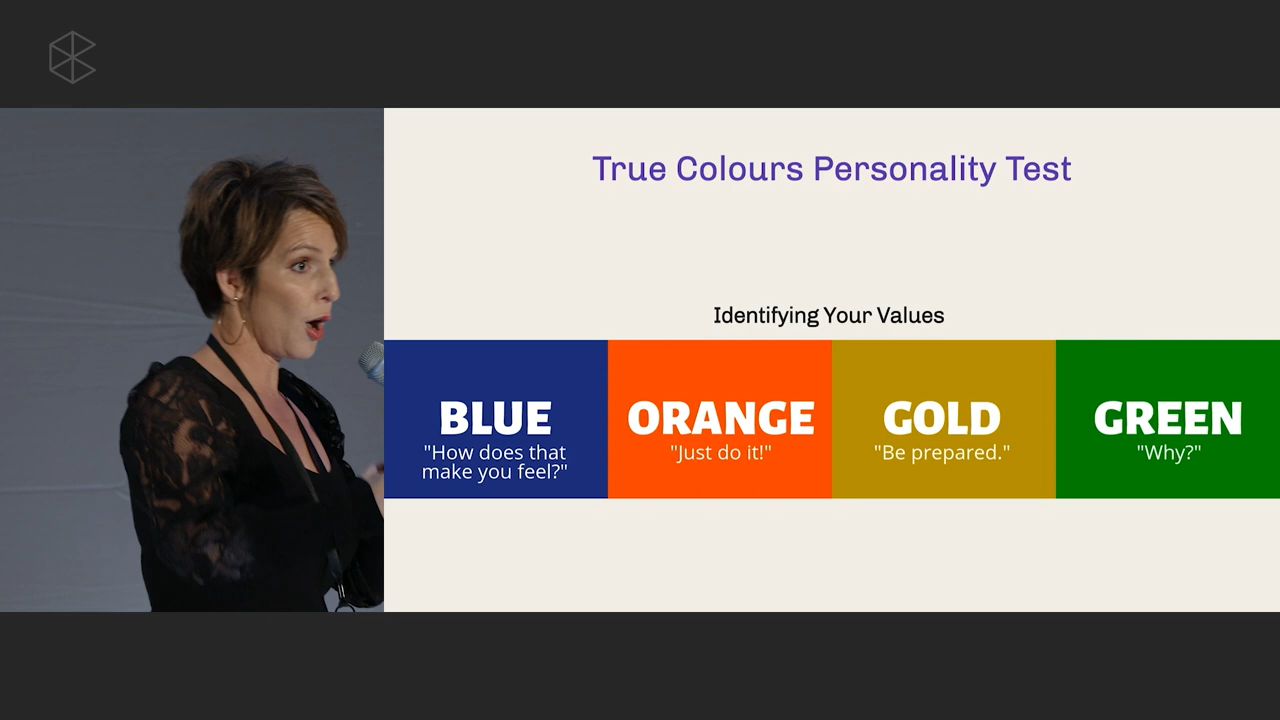 True Colours Personality Test
Identifying Your Values
BLUE
"How does that
make you feel?"
ORANGE
"Just do it!"
GOLD
"Be prepared."
GREEN
"Why?"